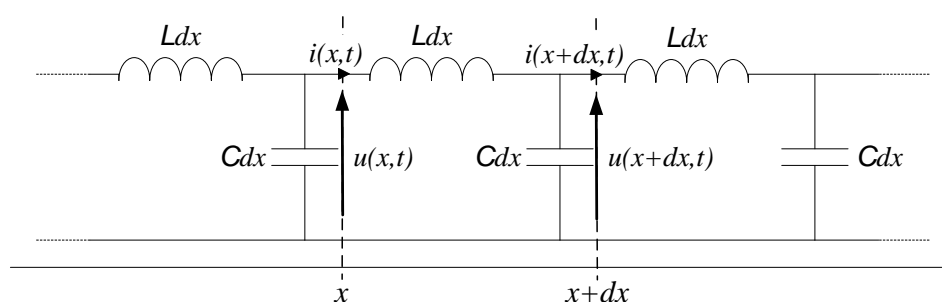 Ldx i(x,t) Ldx i(x+dx,t) Ldx
Cdx u(x,t) Cdx u(x+dx,t) Cdx
x x+dx